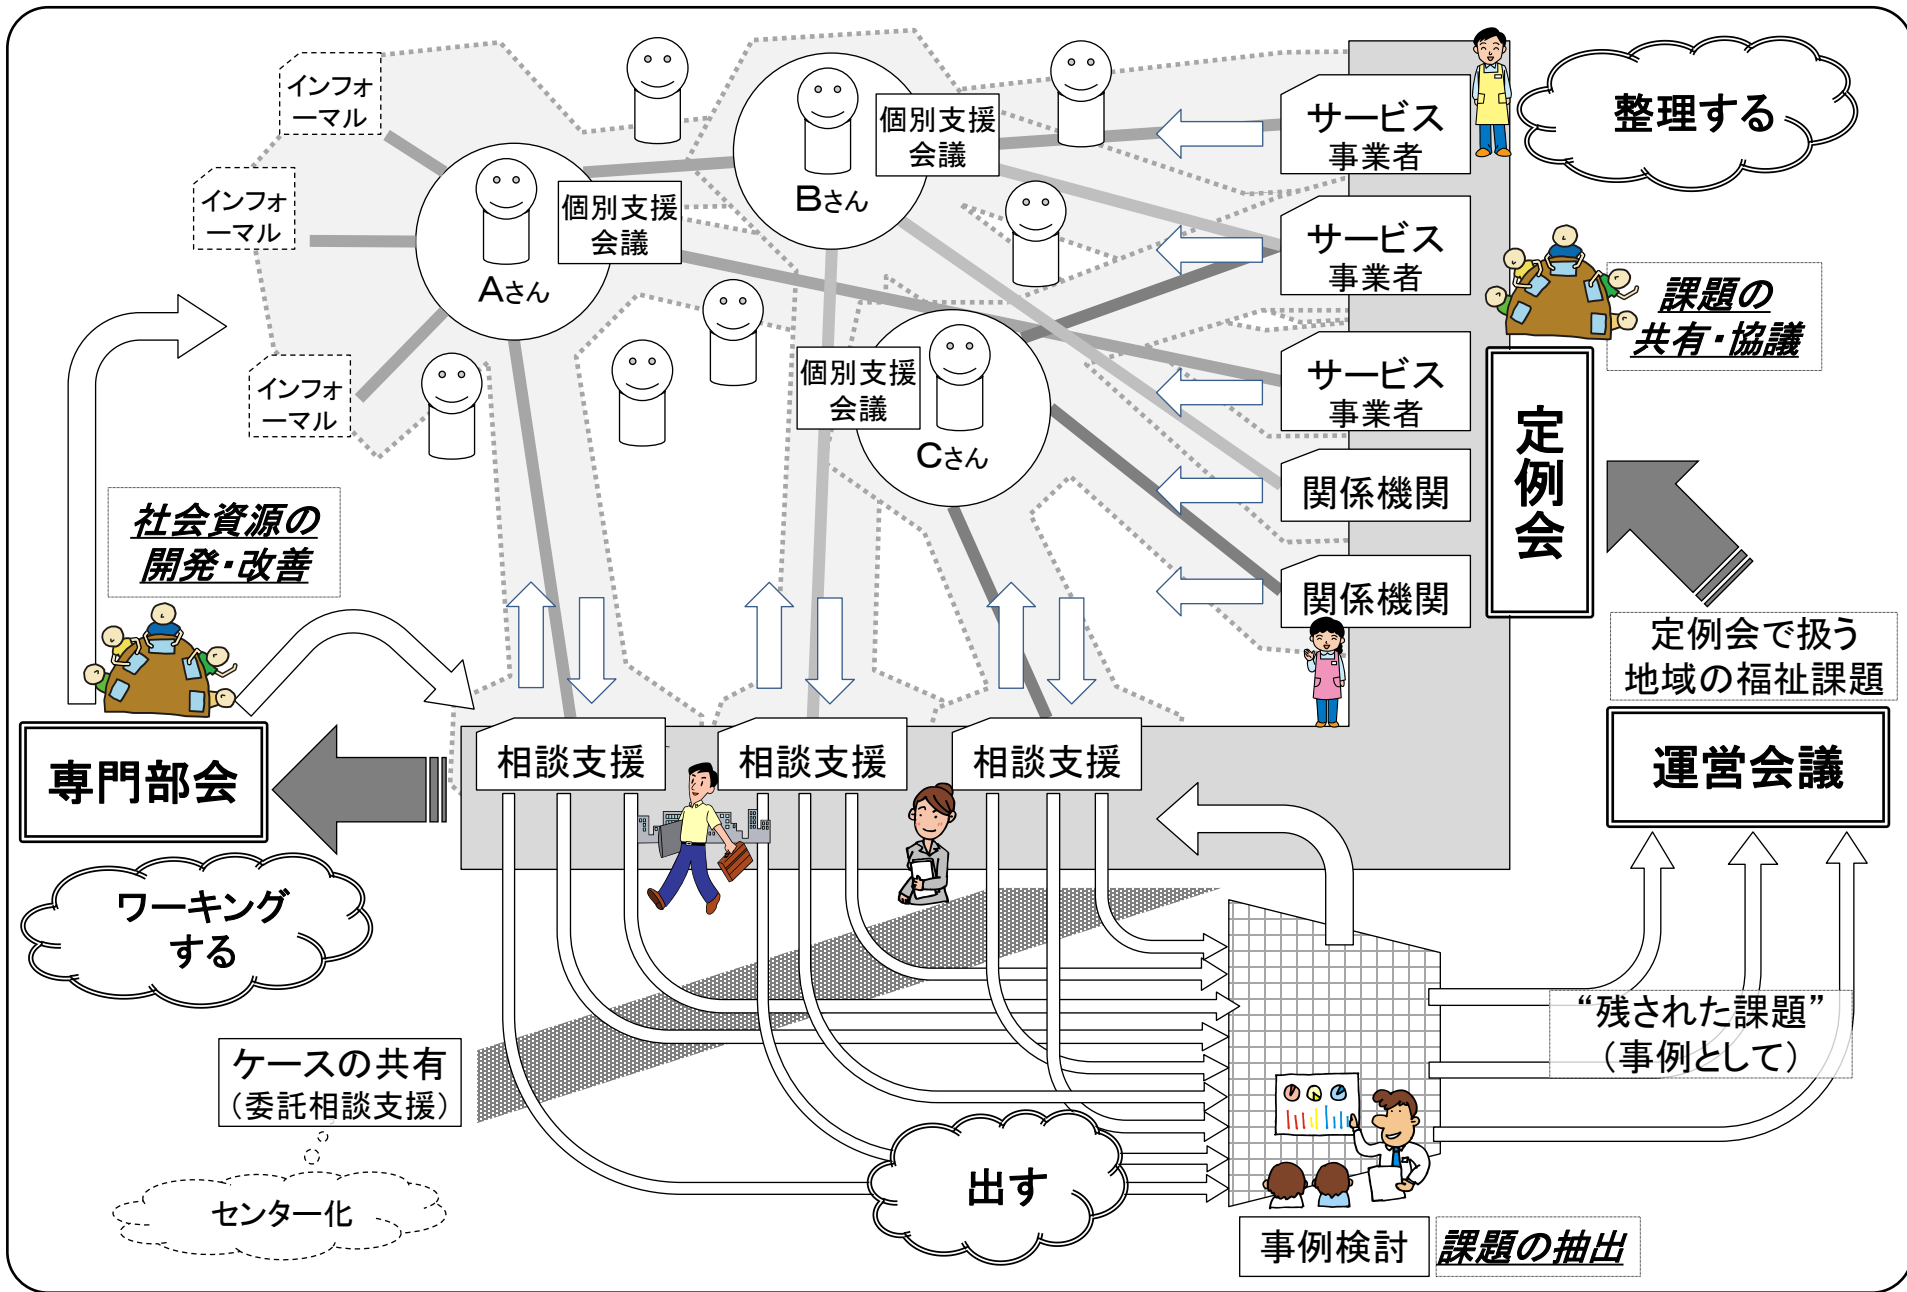 インフォ
ーマル
インフォ
ーマル
インフォ
ーマル
Aさん
個別支援
会議
Bさん
個別支援
会議
Cさん
個別支援
会議
サービス
事業者
サービス
事業者
サービス
事業者
関係機関
関係機関
整理する
課題の
共有・協議
定例会
定例会で扱う
地域の福祉課題
運営会議
“残された課題”
（事例として）
社会資源の
開発・改善
専門部会
ワーキング
する
相談支援
相談支援
相談支援
ケースの共有
（委託相談支援）
センター化
出す
事例検討
課題の抽出